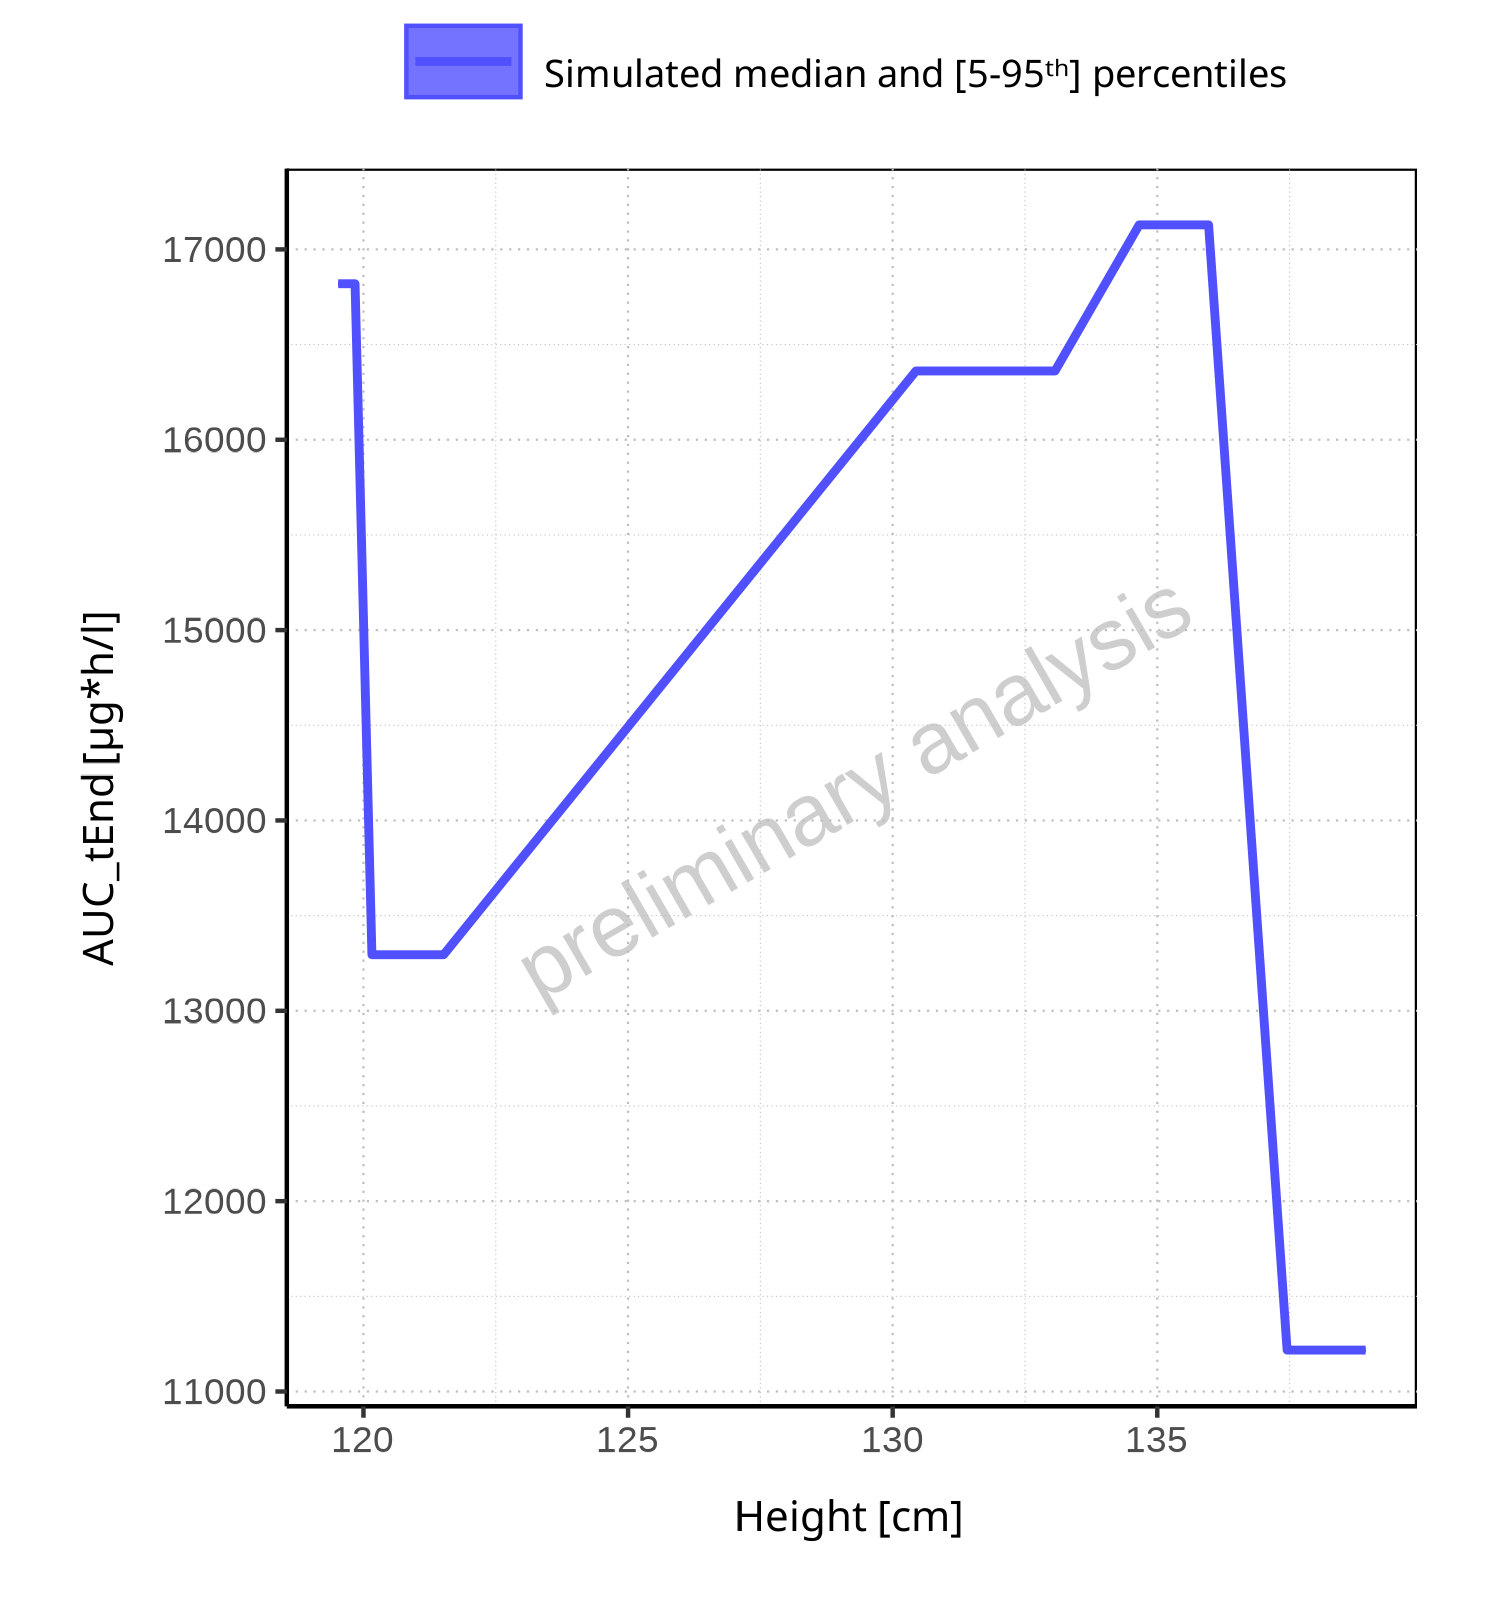 Simulated median and [5-95ᵗʰ] percentiles
17000
16000
15000
14000
13000
12000
11000
AUC_tEnd [µg*h/l]
preliminary analysis
120 125 130 135
Height [cm]